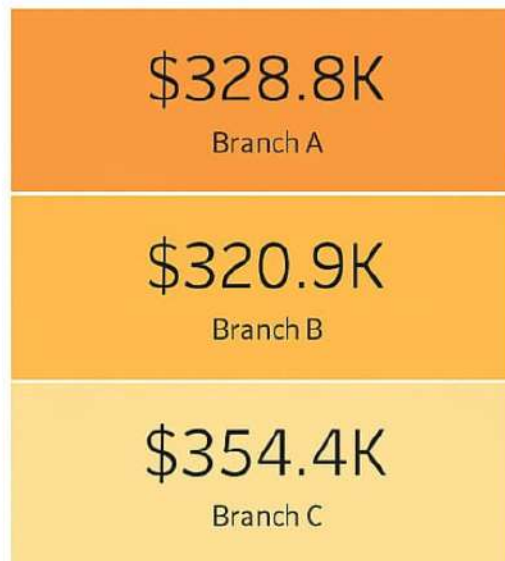 $328.8K
Branch A
$320.9K
Branch B
$354.4K
Branch C